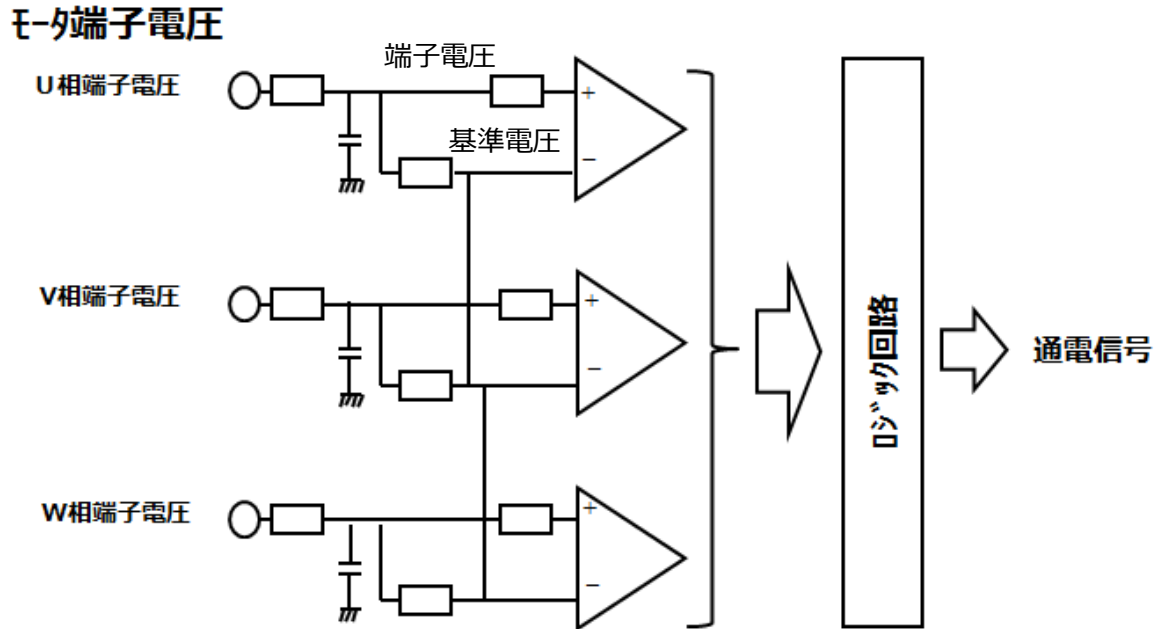 ﾓｰﾀ端子電圧
端子電圧
U相端子電圧
+
基準電圧
−
V相端子電圧
+
−
ﾛｼﾞｯｸ回路
通電信号
W相端子電圧
+
−